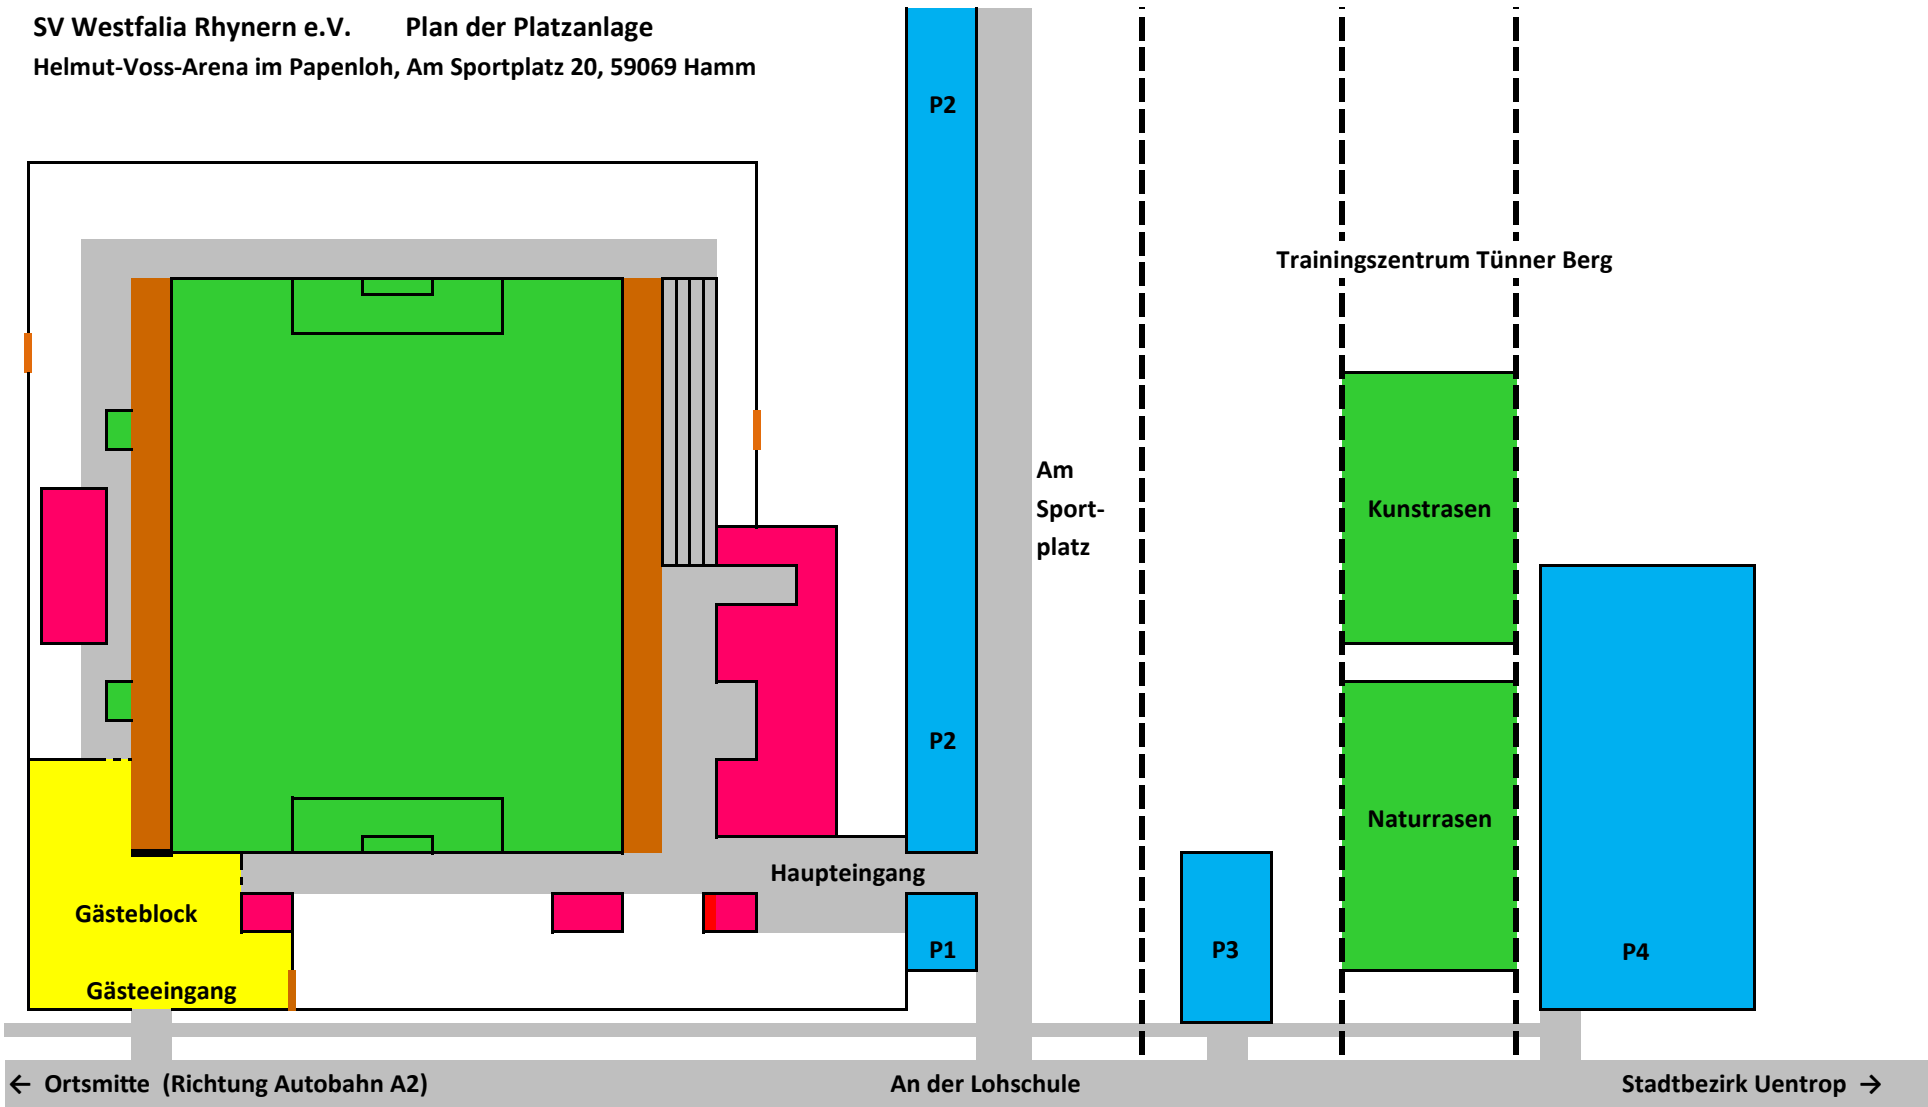 SV Westfalia Rhynern e.V. Plan der Platzanlage
Helmut-Voss-Arena im Papenloh, Am Sportplatz 20, 59069 Hamm
P2
Trainingszentrum Tünner Berg
Am
Sport-
platz
Kunstrasen
P2
Naturrasen
Haupteingang
Gästeblock
P1
P3
P4
Gästeeingang
← Ortsmitte (Richtung Autobahn A2)
An der Lohschule
Stadtbezirk Uentrop →